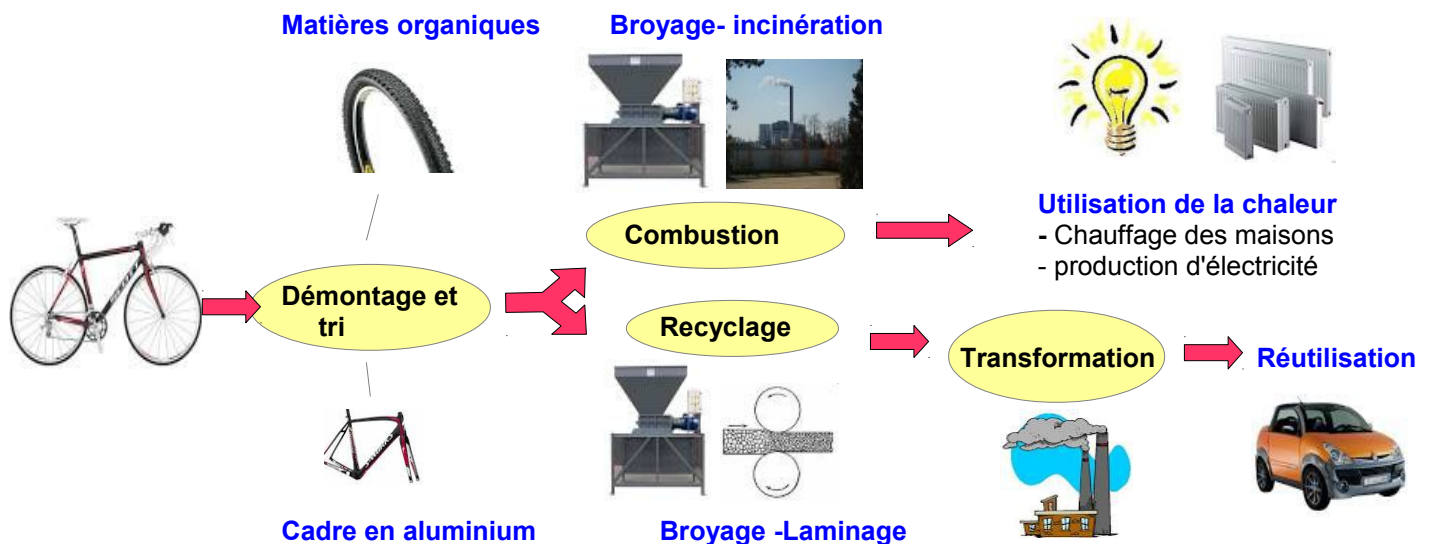 Matières organiques
Broyage- incinération
Utilisation de la chaleur
- Chauffage des maisons
- production d'électricité
Combustion
Démontage et
tri
Recyclage
Transformation
Réutilisation
Cadre en aluminium
Broyage -Laminage
SCOTT